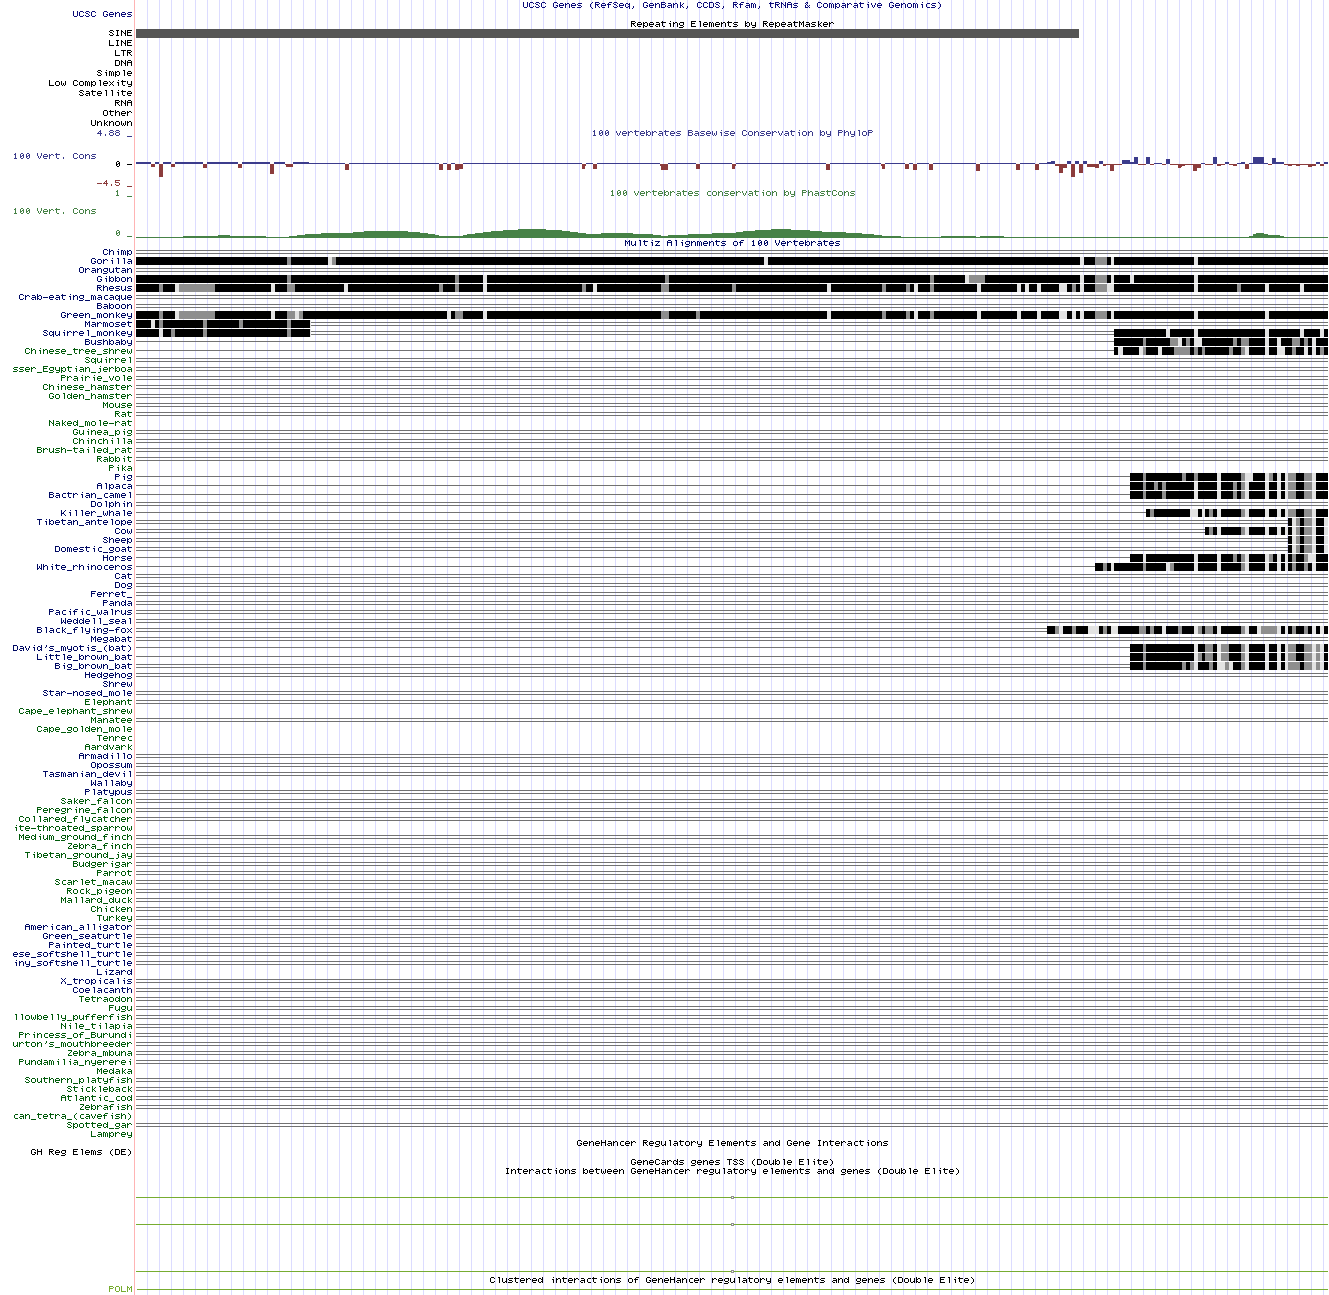 UCSC Genes (RefSeq, GenBank, CCDS, Rfam, tRNAs & Comparative Genomics)
UCSC Genes
Repeating Elements by RepeatMasker
SINE
LINE
LTR
DNA
Simple
Low Complexity
Satellite
RNA
Other
Unknown
4.88 _
100 vertebrates Basewise Conservation by PhyloP
100 Vert. Cons
0 _
-4.5 _
1 _
100 vertebrates conservation by PhastCons
100 Vert. Cons
0 _
Multiz Alignments of 100 Vertebrates
Chimp
Gorilla
Orangutan
Gibbon
Rhesus
Crab-eating_macaque
Baboon
Green_monkey
Marmoset
Squirrel_monkey
Bushbaby
Chinese_tree_shrew
Squirrel
sser_Egyptian_jerboa
Prairie_vole
Chinese_hamster
Golden_hamster
Mouse
Rat
Naked_mole-rat
Guinea_pig
Chinchilla
Brush-tailed_rat
Rabbit
Pika
Pig
Alpaca
Bactrian_camel
Dolphin
Killer_whale
Tibetan_antelope
Cow
Sheep
Domestic_goat
Horse
White_rhinoceros
Cat
Dog
Ferret_
Panda
Pacific_walrus
Weddell_seal
Black_flying-fox
Megabat
David's_myotis_(bat)
Little_brown_bat
Big_brown_bat
Hedgehog
Shrew
Star-nosed_mole
Elephant
Cape_elephant_shrew
Manatee
Cape_golden_mole
Tenrec
Aardvark
Armadillo
Opossum
Tasmanian_devil
Wallaby
Platypus
Saker_falcon
Peregrine_falcon
Collared_flycatcher
ite-throated_sparrow
Medium_ground_finch
Zebra_finch
Tibetan_ground_jay
Budgerigar
Parrot
Scarlet_macaw
Rock_pigeon
Mallard_duck
Chicken
Turkey
American_alligator
Green_seaturtle
Painted_turtle
ese_softshell_turtle
iny_softshell_turtle
Lizard
X_tropicalis
Coelacanth
Tetraodon
Fugu
llowbelly_pufferfish
Nile_tilapia
Princess_of_Burundi
urton's_mouthbreeder
Zebra_mbuna
Pundamilia_nyererei
Medaka
Southern_platyfish
Stickleback
Atlantic_cod
Zebrafish
can_tetra_(cavefish)
Spotted_gar
Lamprey
GeneHancer Regulatory Elements and Gene Interactions
GH Reg Elems (DE)
GeneCards genes TSS (Double Elite)
Interactions between GeneHancer regulatory elements and genes (Double Elite)
Clustered interactions of GeneHancer regulatory elements and genes (Double Elite)
POLM